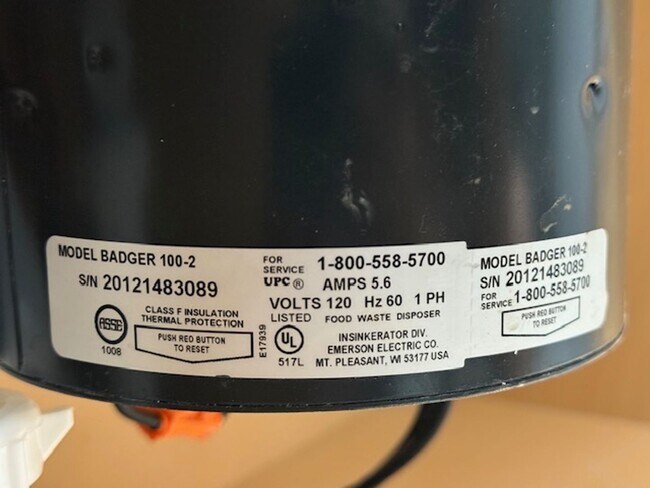 MODEL BADGER 100-2
S/N 20121483089
FOR SERVICE 1-800-558-5700
UPC ® AMPS 5.6
VOLTS 120 Hz 60 1 PH
CLASS F INSULATION
THERMAL PROTECTION
ASSE
1008
PUSH RED BUTTON
TO RESET
E17939
LISTED FOOD WASTE DISPOSER
UL
517L
INSINKERATOR DIV.
EMERSON ELECTRIC CO.
MT. PLEASANT, WI 53177 USA
MODEL BADGER 100-2
S/N 20121483089
FOR SERVICE 1-800-558-5700
PUSH RED BUTTON
TO RESET